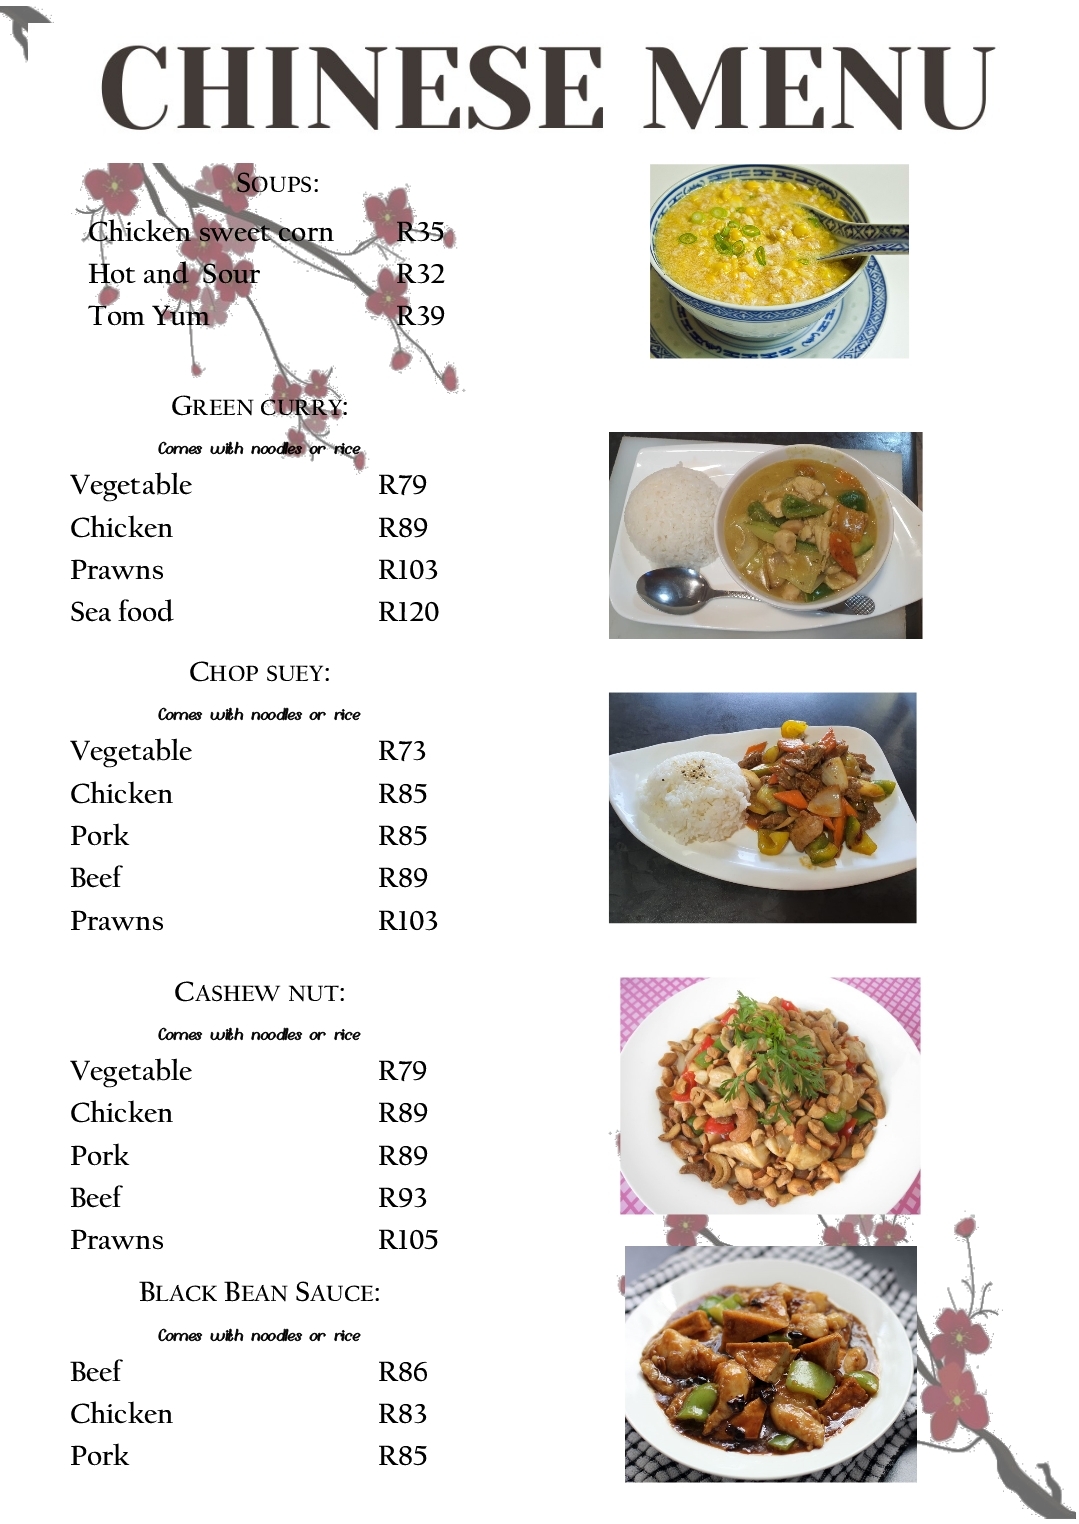 CHINESE MENU
SOUPS:
Chicken sweet corn R35
Hot and Sour R32
Tom Yum R39
GREEN CURRY:
Comes with noodles or rice
Vegetable R79
Chicken R89
Prawns R103
Sea food R120
CHOP SUEY:
Comes with noodles or rice
Vegetable R73
Chicken R85
Pork R85
Beef R89
Prawns R103
CASHEW NUT:
Comes with noodles or rice
Vegetable R79
Chicken R89
Pork R89
Beef R93
Prawns R105
BLACK BEAN SAUCE:
Comes with noodles or rice
Beef R86
Chicken R83
Pork R85